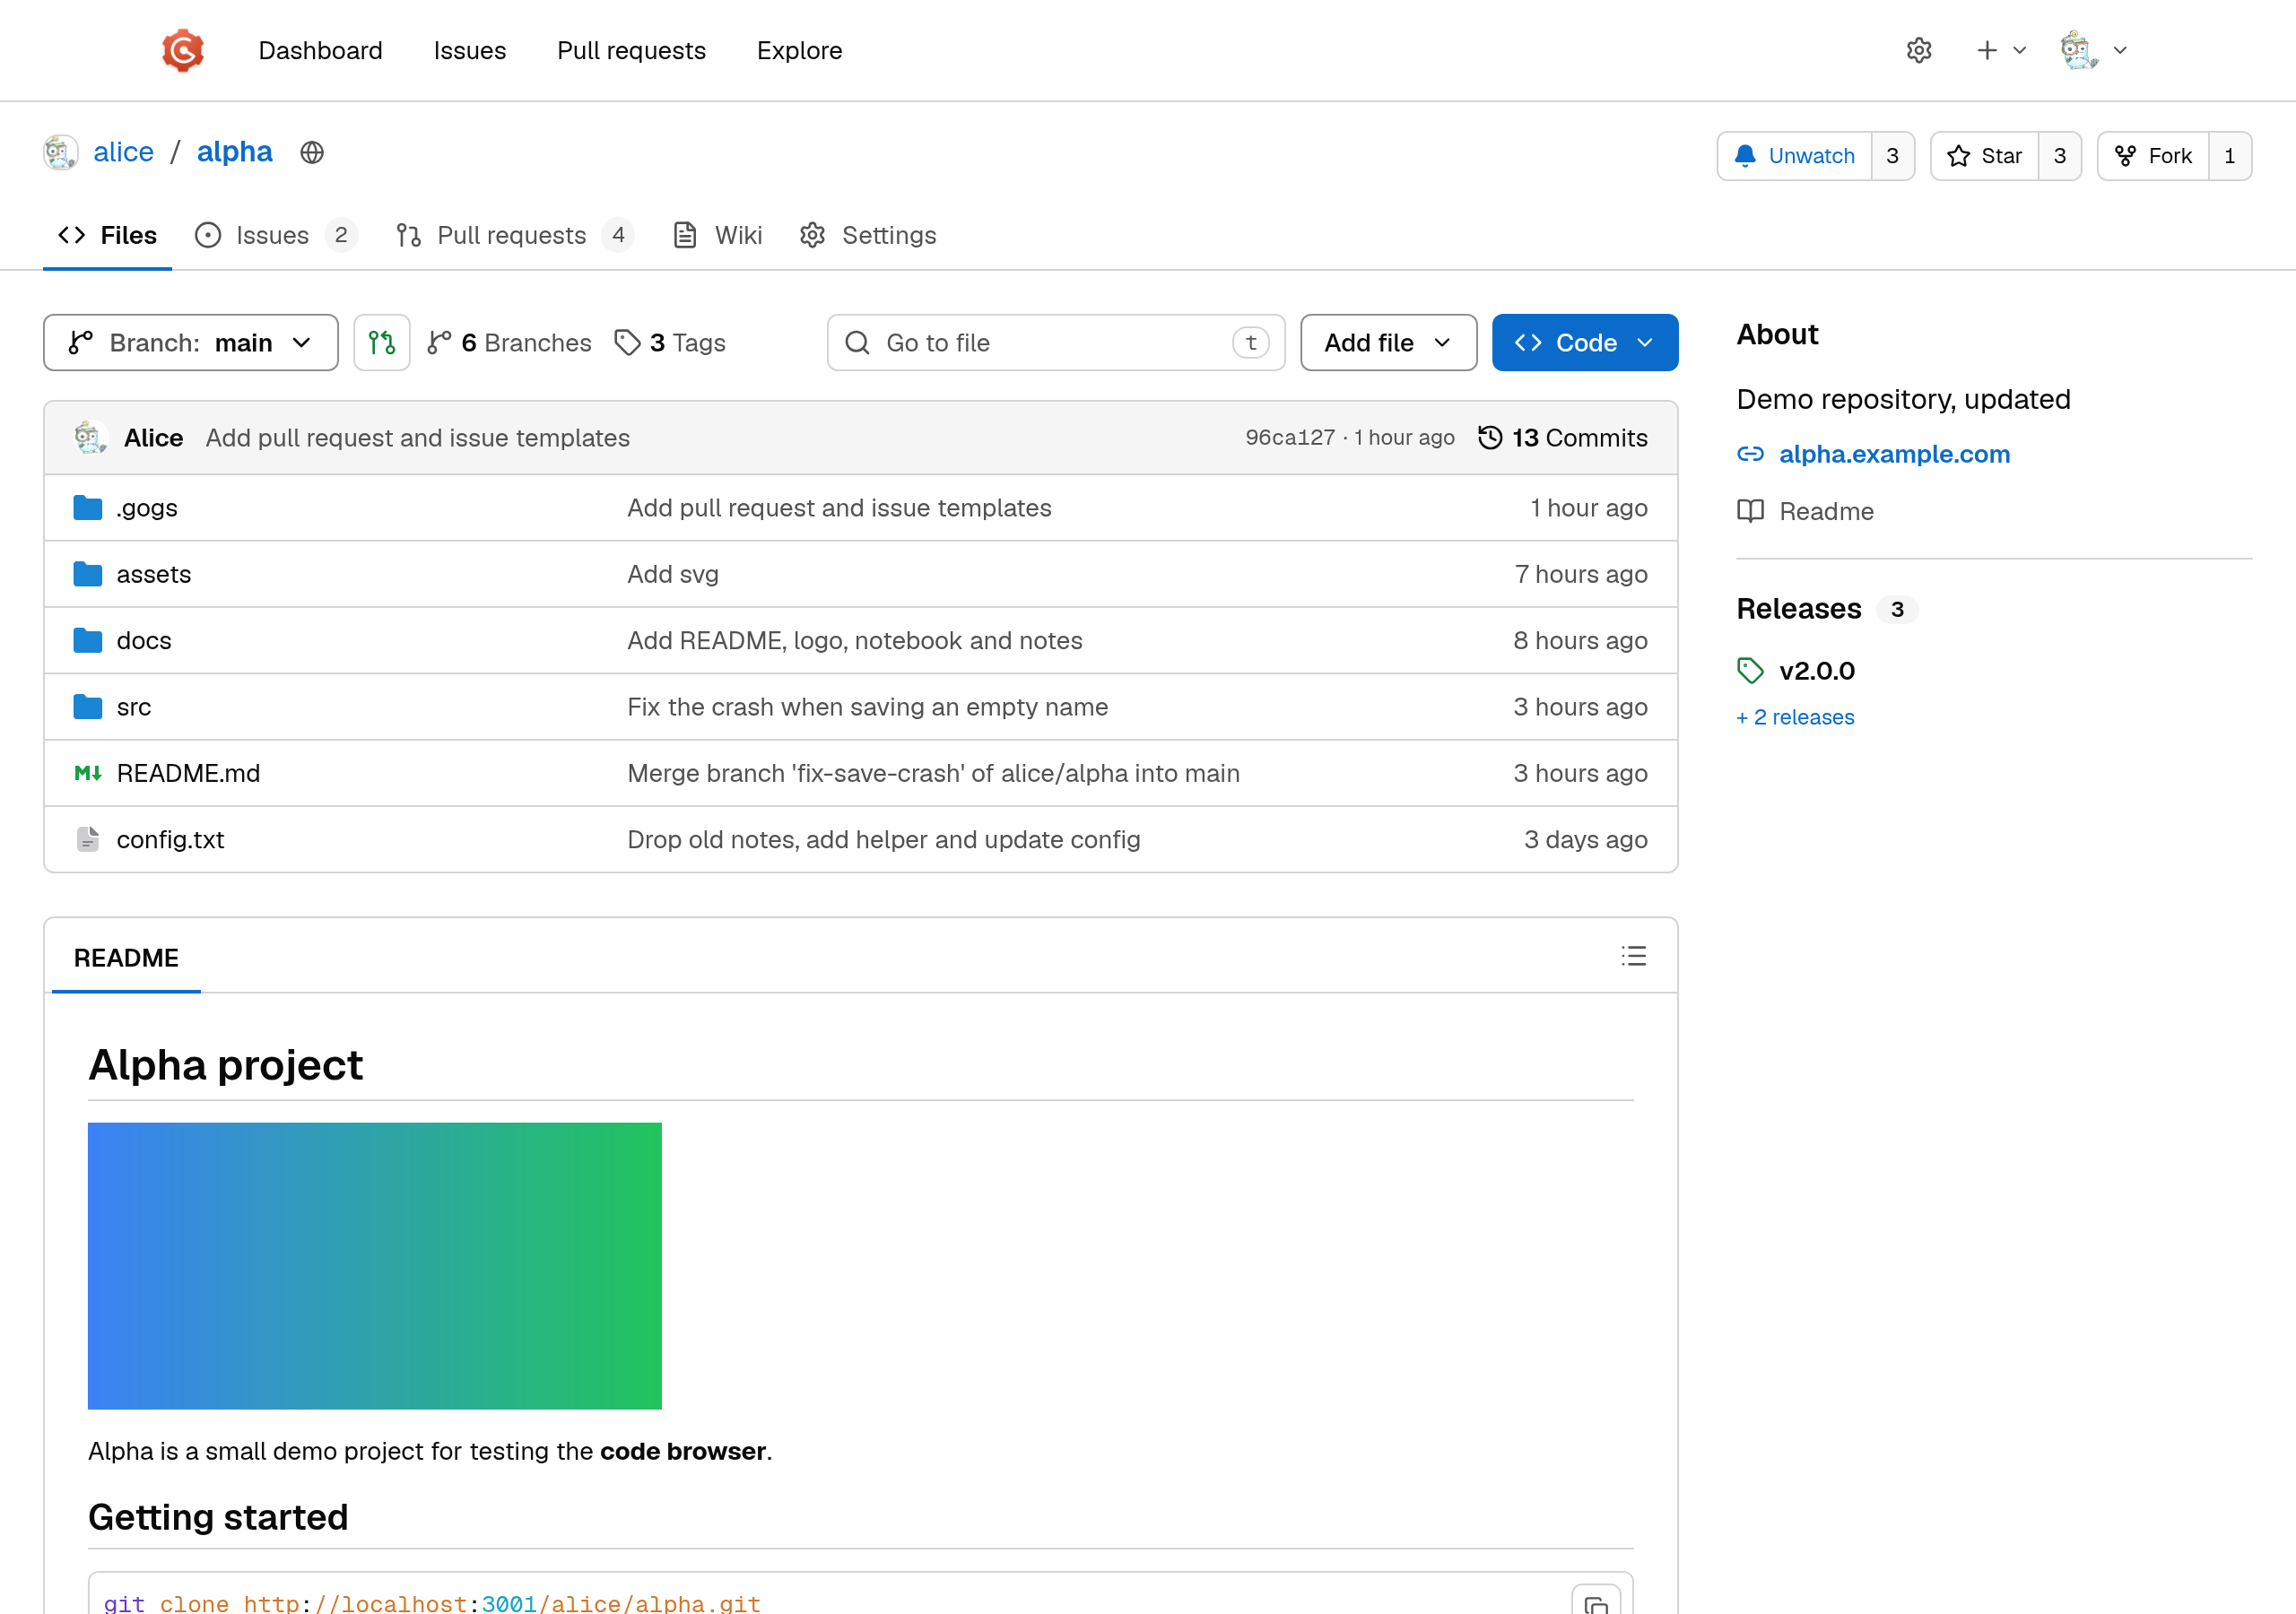 Dashboard Issues Pull requests Explore
alice / alpha
Unwatch 3 Star 3 Fork 1
Files Issues 2 Pull requests 4 Wiki Settings
Branch: main 6 Branches 3 Tags Go to file t Add file Code
About
Demo repository, updated
alpha.example.com
Readme
Releases 3
v2.0.0
+ 2 releases
Alice Add pull request and issue templates 96ca127 · 1 hour ago 13 Commits
.gogs Add pull request and issue templates 1 hour ago
assets Add svg 7 hours ago
docs Add README, logo, notebook and notes 8 hours ago
src Fix the crash when saving an empty name 3 hours ago
README.md Merge branch 'fix-save-crash' of alice/alpha into main 3 hours ago
config.txt Drop old notes, add helper and update config 3 days ago
README
Alpha project
Alpha is a small demo project for testing the code browser.
Getting started
git clone http://localhost:3001/alice/alpha.git